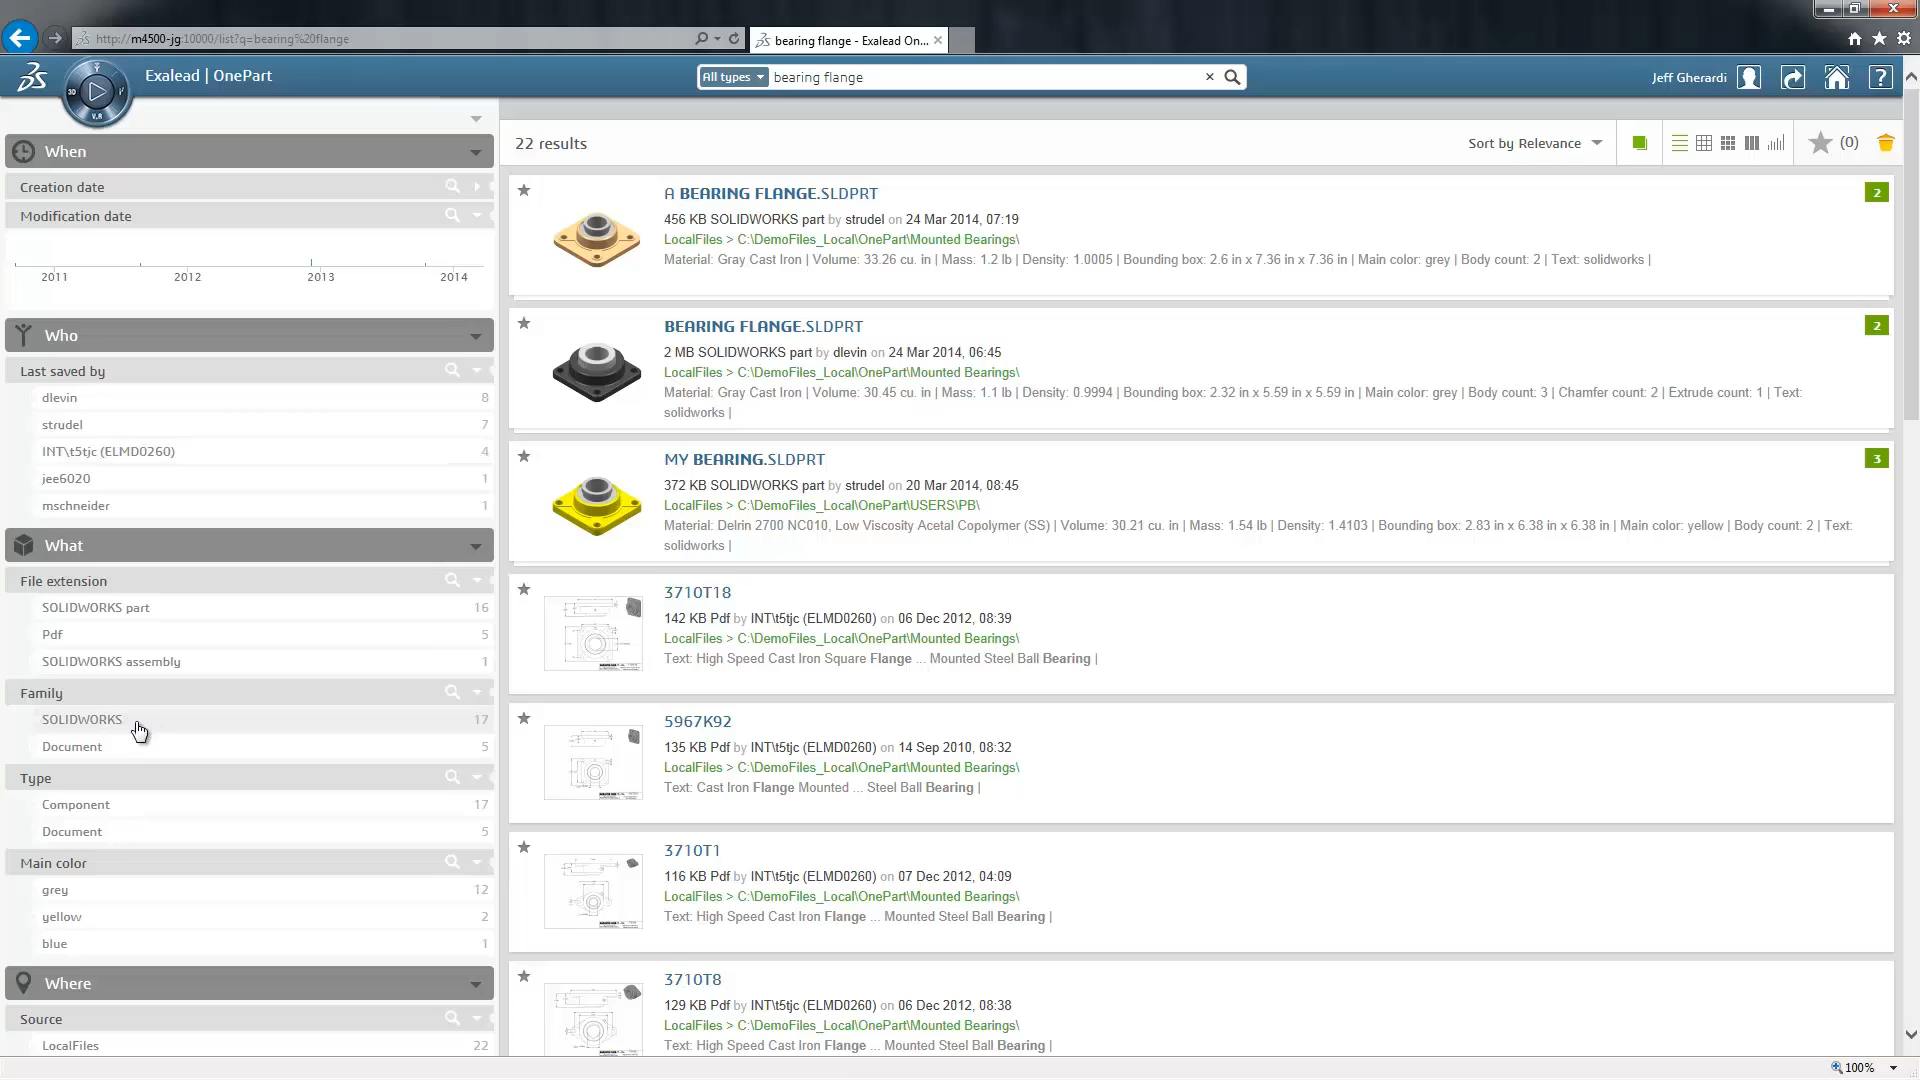 http://m4500-jg:10000/list?q=bearing%20flange
bearing flange - Exalead On...
Exalead | OnePart
All types
bearing flange
Jeff Gherardi
3D
V.R
When
Creation date
Modification date
2011 2012 2013 2014
Who
Last saved by
dlevin 8
strudel 7
INT\t5tjc (ELMD0260) 4
jee6020 1
mschneider 1
What
File extension
SOLIDWORKS part 16
Pdf 5
SOLIDWORKS assembly 1
Family
SOLIDWORKS 17
Document 5
Type
Component 17
Document 5
Main color
grey 12
yellow 2
blue 1
Where
Source
LocalFiles 22
22 results
Sort by Relevance
(0)
A BEARING FLANGE.SLDPRT
2
456 KB SOLIDWORKS part by strudel on 24 Mar 2014, 07:19
LocalFiles > C:\DemoFiles_Local\OnePart\Mounted Bearings\
Material: Gray Cast Iron | Volume: 33.26 cu. in | Mass: 1.2 lb | Density: 1.0005 | Bounding box: 2.6 in x 7.36 in x 7.36 in | Main color: grey | Body count: 2 | Text: solidworks |
BEARING FLANGE.SLDPRT
2
2 MB SOLIDWORKS part by dlevin on 24 Mar 2014, 06:45
LocalFiles > C:\DemoFiles_Local\OnePart\Mounted Bearings\
Material: Gray Cast Iron | Volume: 30.45 cu. in | Mass: 1.1 lb | Density: 0.9994 | Bounding box: 2.32 in x 5.59 in x 5.59 in | Main color: grey | Body count: 3 | Chamfer count: 2 | Extrude count: 1 | Text:
solidworks |
MY BEARING.SLDPRT
3
372 KB SOLIDWORKS part by strudel on 20 Mar 2014, 08:45
LocalFiles > C:\DemoFiles_Local\OnePart\USERS\PB\
Material: Delrin 2700 NC010, Low Viscosity Acetal Copolymer (SS) | Volume: 30.21 cu. in | Mass: 1.54 lb | Density: 1.4103 | Bounding box: 2.83 in x 6.38 in x 6.38 in | Main color: yellow | Body count: 2 | Text:
solidworks |
3710T18
142 KB Pdf by INT\t5tjc (ELMD0260) on 06 Dec 2012, 08:39
LocalFiles > C:\DemoFiles_Local\OnePart\Mounted Bearings\
Text: High Speed Cast Iron Square Flange ... Mounted Steel Ball Bearing |
5967K92
135 KB Pdf by INT\t5tjc (ELMD0260) on 14 Sep 2010, 08:32
LocalFiles > C:\DemoFiles_Local\OnePart\Mounted Bearings\
Text: Cast Iron Flange Mounted ... Steel Ball Bearing |
3710T1
116 KB Pdf by INT\t5tjc (ELMD0260) on 07 Dec 2012, 04:09
LocalFiles > C:\DemoFiles_Local\OnePart\Mounted Bearings\
Text: High Speed Cast Iron Flange ... Mounted Steel Ball Bearing |
3710T8
129 KB Pdf by INT\t5tjc (ELMD0260) on 06 Dec 2012, 08:38
LocalFiles > C:\DemoFiles_Local\OnePart\Mounted Bearings\
Text: High Speed Cast Iron Flange ... Mounted Steel Ball Bearing |
100%